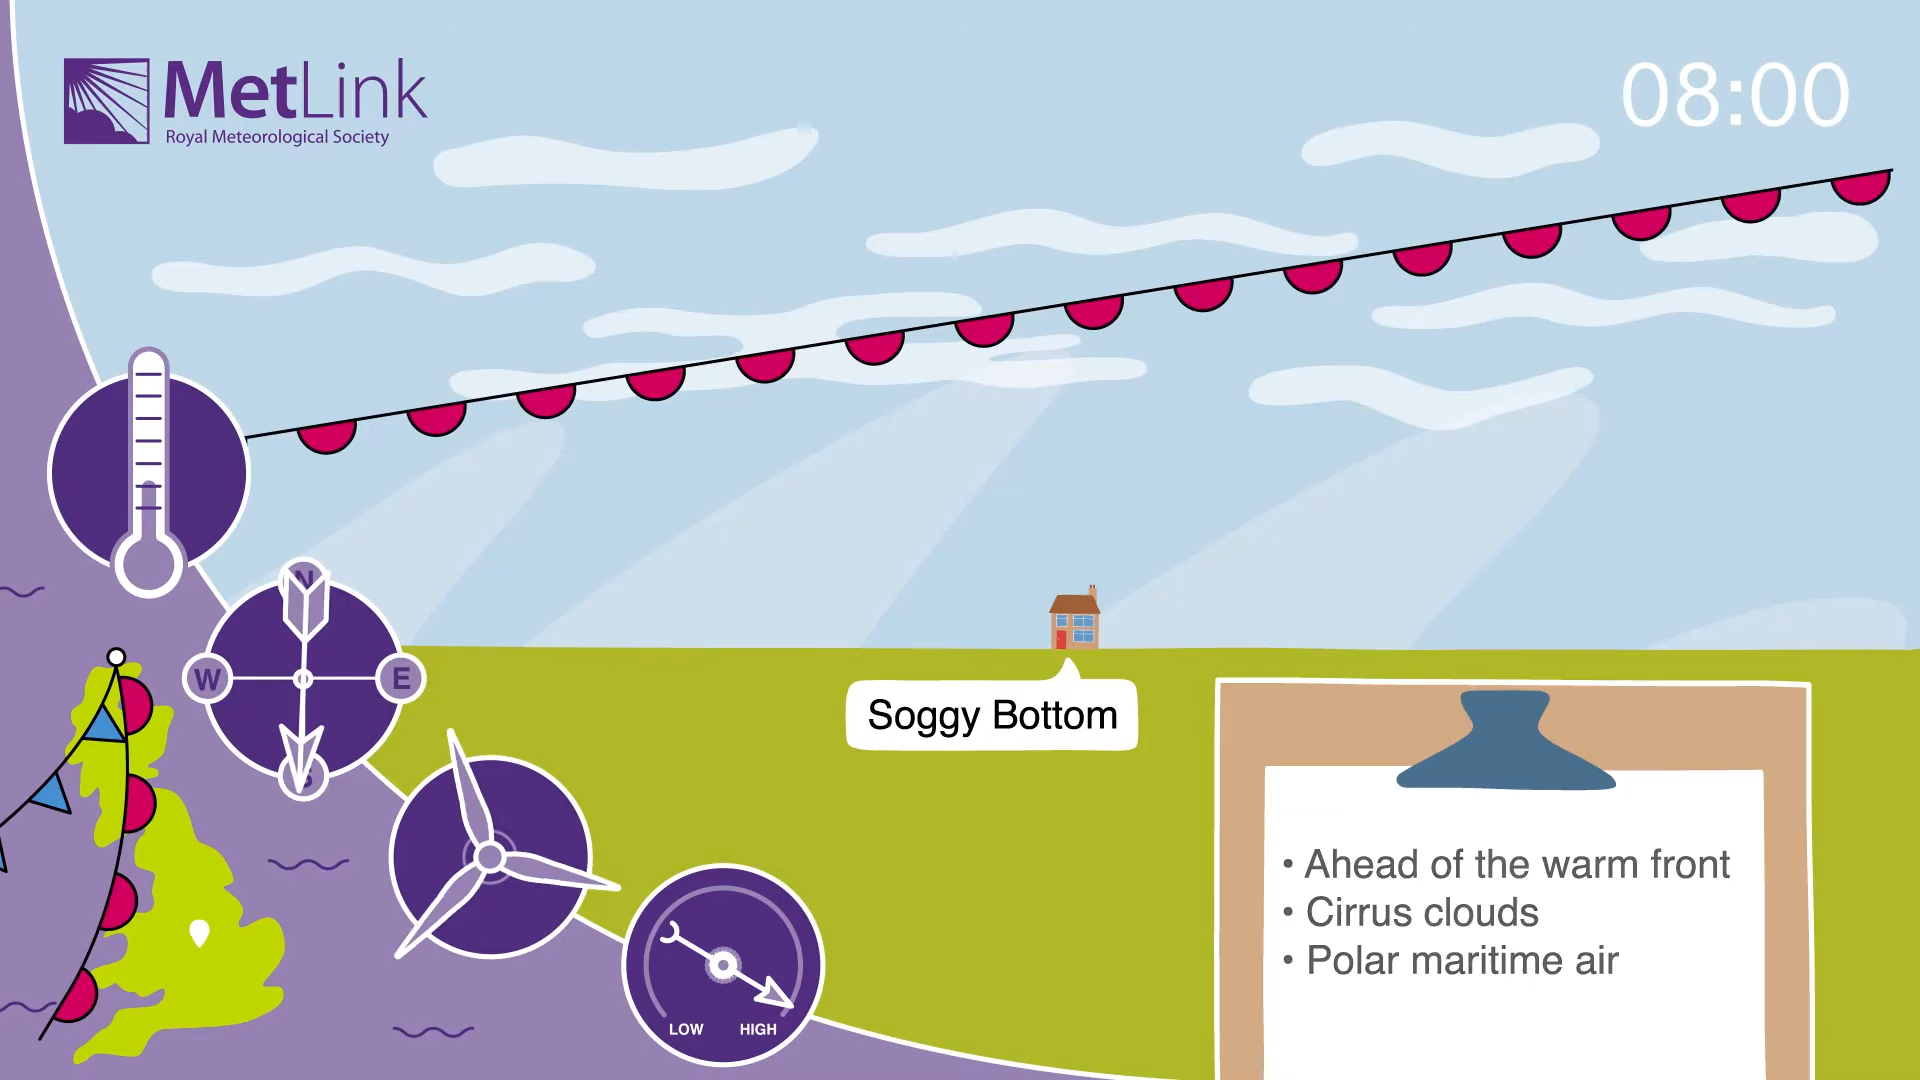 MetLink
Royal Meteorological Society
08:00
N
W
E
S
Soggy Bottom
• Ahead of the warm front
• Cirrus clouds
• Polar maritime air
LOW HIGH